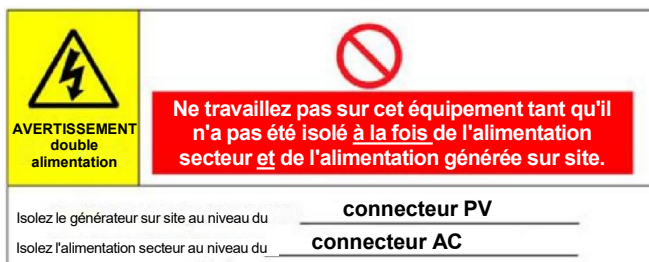 AVERTISSEMENT
double
alimentation
Ne travaillez pas sur cet équipement tant qu'il
n'a pas été isolé à la fois de l'alimentation
secteur et de l'alimentation générée sur site.
Isolez le générateur sur site au niveau du connecteur PV
Isolez l'alimentation secteur au niveau du connecteur AC